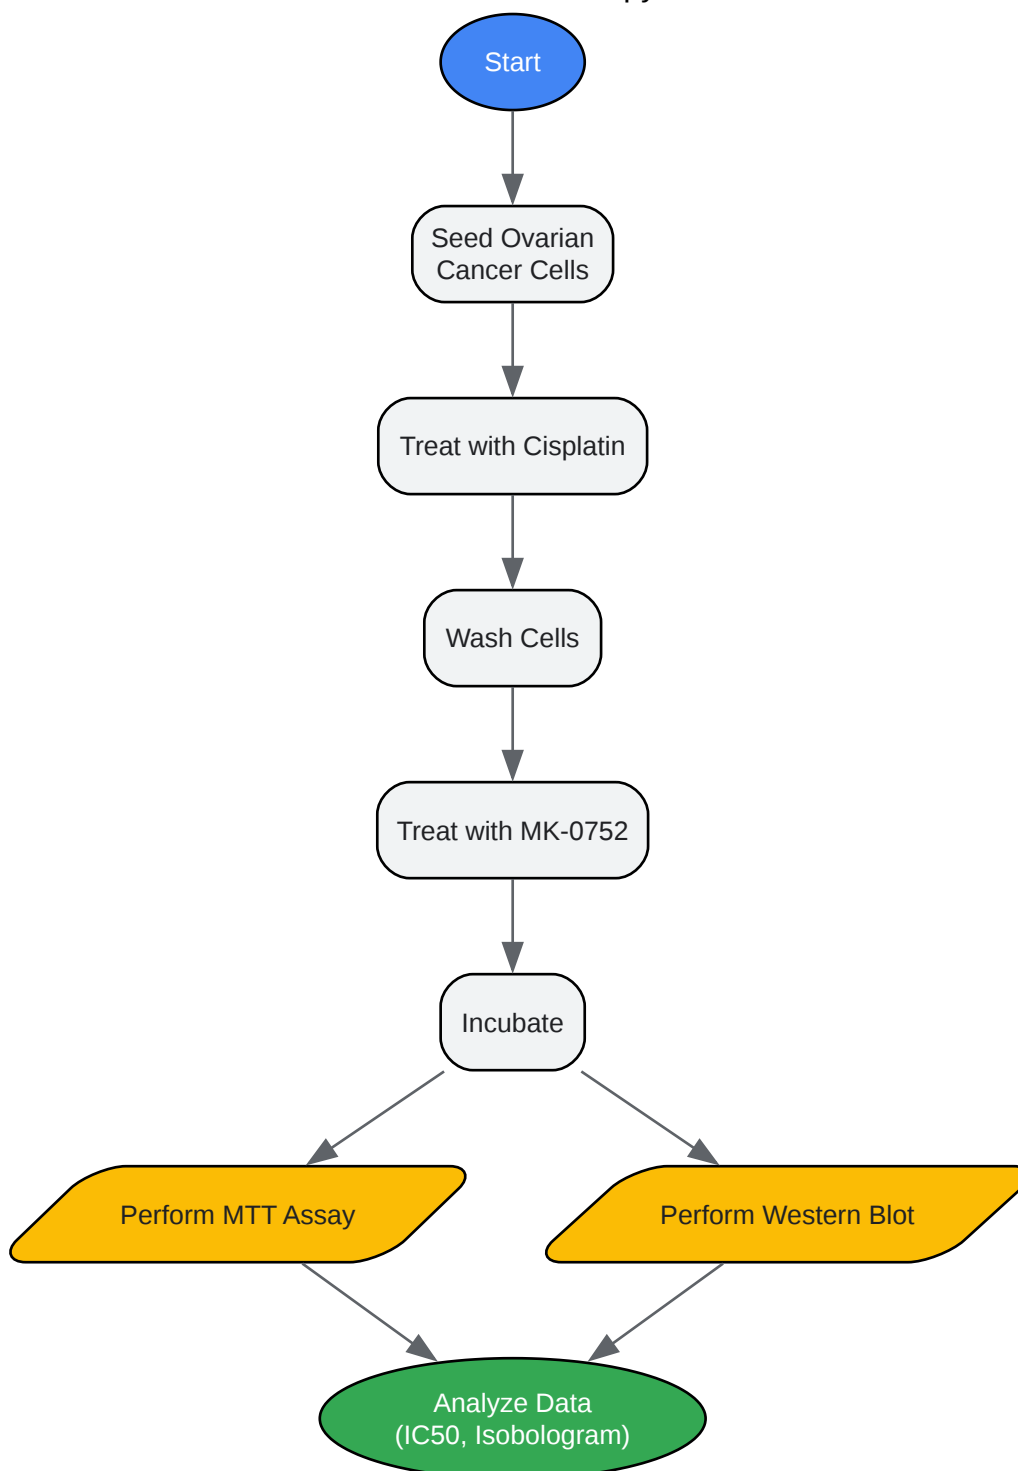 Start
Seed Ovarian
Cancer Cells
Treat with Cisplatin
Wash Cells
Treat with MK-0752
Incubate
Perform MTT Assay
Perform Western Blot
Analyze Data
(IC50, Isobologram)